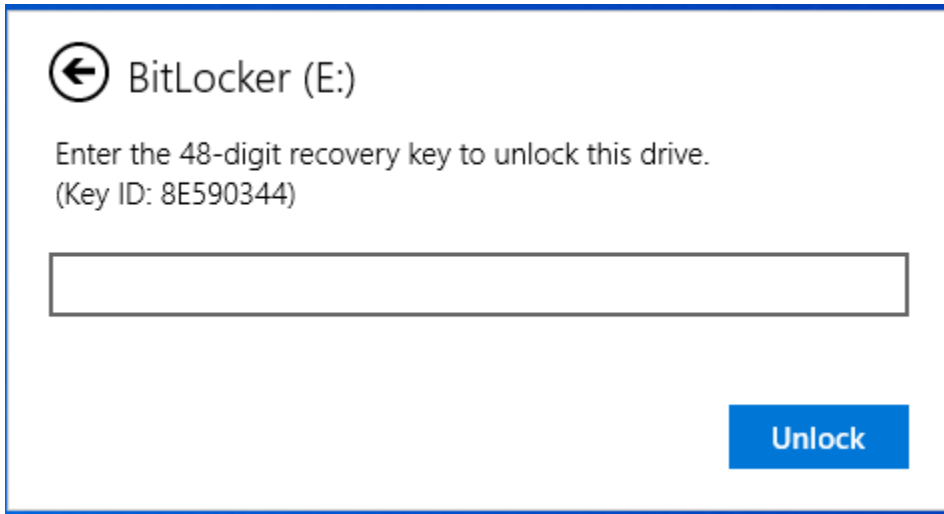 BitLocker (E:)
Enter the 48-digit recovery key to unlock this drive.
(Key ID: 8E590344)
Unlock